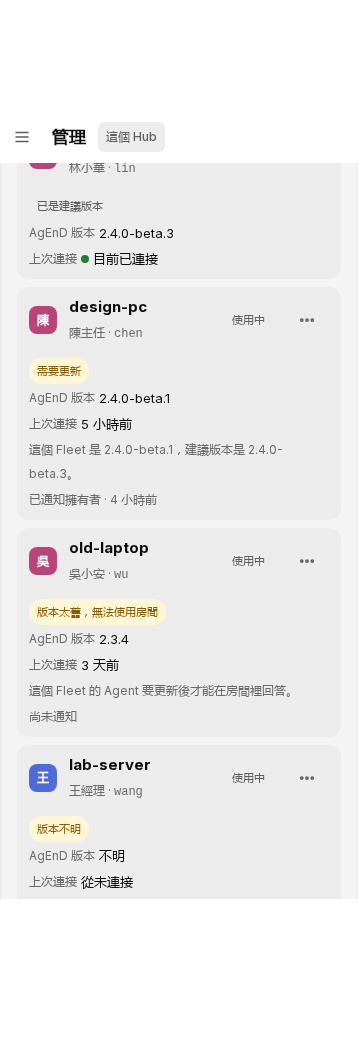 管理 這個 Hub
林小華 · lin
已是建議版本
AgEnD 版本 2.4.0-beta.3
上次連接 目前已連接
陳 design-pc 使用中
陳主任 · chen
需要更新
AgEnD 版本 2.4.0-beta.1
上次連接 5 小時前
這個 Fleet 是 2.4.0-beta.1，建議版本是 2.4.0-
beta.3。
已通知擁有者 · 4 小時前
吳 old-laptop 使用中
吳小安 · wu
版本太舊，無法使用房間
AgEnD 版本 2.3.4
上次連接 3 天前
這個 Fleet 的 Agent 要更新後才能在房間裡回答。
尚未通知
王 lab-server 使用中
王經理 · wang
版本不明
AgEnD 版本 不明
上次連接 從未連接